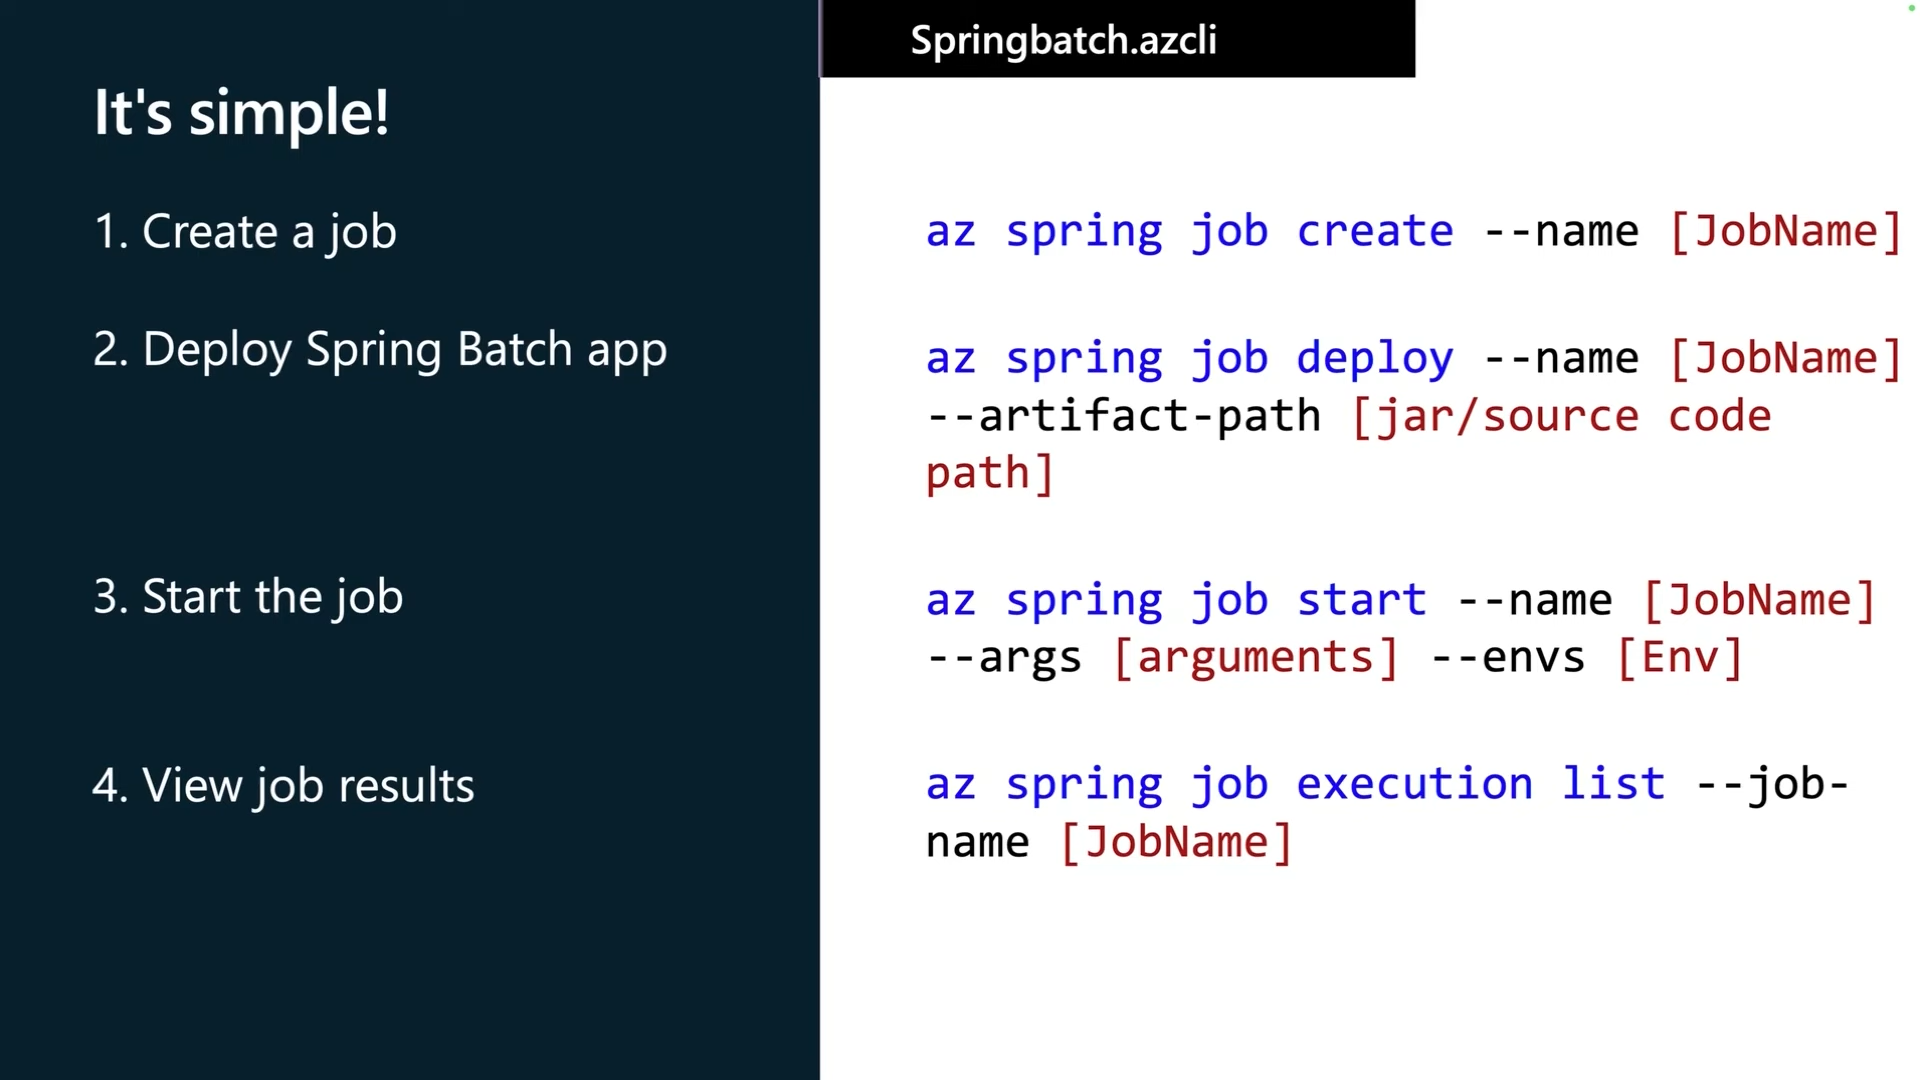 Springbatch.azcli
It's simple!
1. Create a job
az spring job create --name [JobName]
2. Deploy Spring Batch app
az spring job deploy --name [JobName]
--artifact-path [jar/source code
path]
3. Start the job
az spring job start --name [JobName]
--args [arguments] --envs [Env]
4. View job results
az spring job execution list --job-
name [JobName]